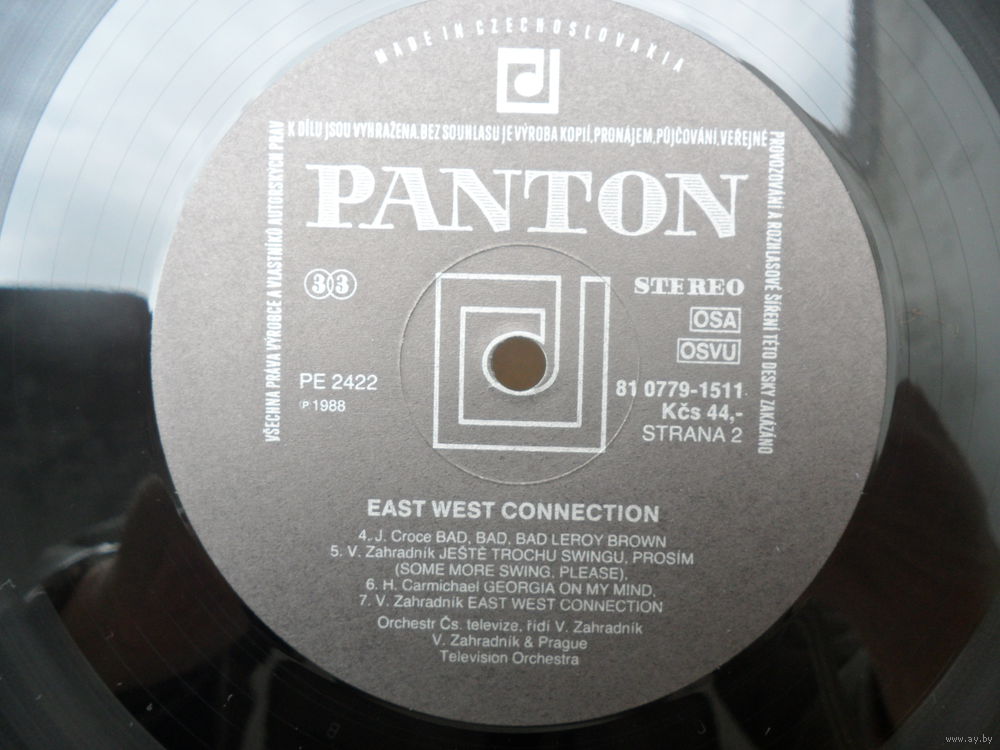 MADE IN CZECHOSLOVAKIA
VŠECHNA PRÁVA VÝROBCE A VLASTNÍKŮ AUTORSKÝCH PRÁV
K DÍLU JSOU VYHRAŽENA. BEZ SOUHLASU JE VÝROBA KOPIÍ, PRONÁJEM, PŮJČOVÁNÍ, VEŘEJNÉ
PROVOZOVÁNÍ A ROZHLASOVÉ ŠÍŘENÍ TÉTO DESKY ZAKÁZÁNO
PANTON
33
STEREO
OSA
OSVU
PE 2422
℗ 1988
81 0779-1511
Kčs 44,-
STRANA 2
EAST WEST CONNECTION
4. J. Croce BAD, BAD, BAD LEROY BROWN
5. V. Zahradník JEŠTĚ TROCHU SWINGU, PROSÍM
(SOME MORE SWING, PLEASE),
6. H. Carmichael GEORGIA ON MY MIND,
7. V. Zahradník EAST WEST CONNECTION
Orchestr Čs. televize, řídí V. Zahradník
V. Zahradník & Prague
Television Orchestra
www.ay.by